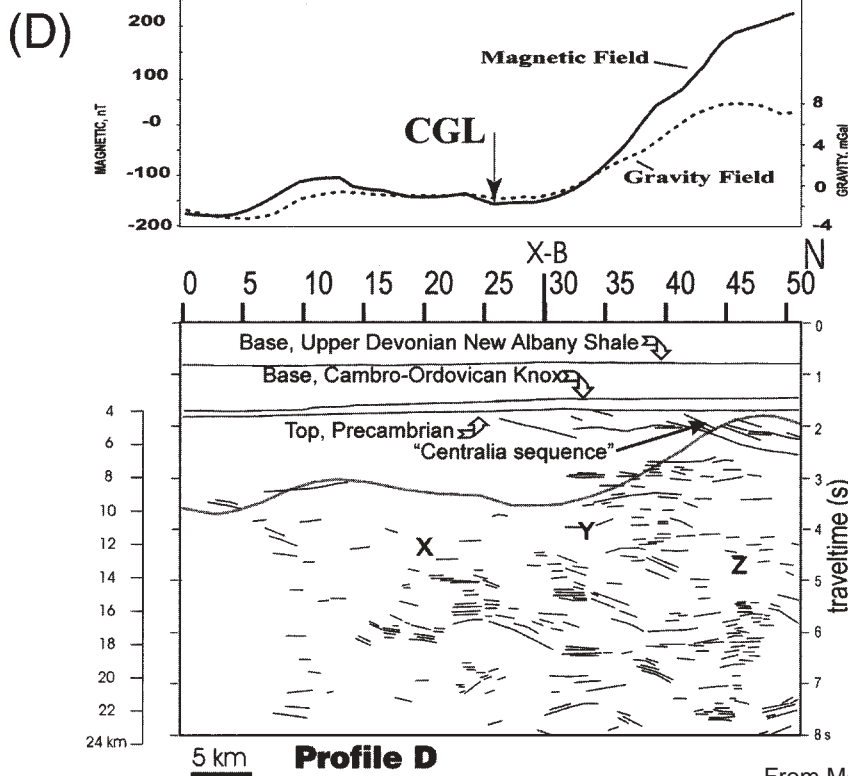 (D)
200
100
-0
-100
-200
MAGNETIC, nT
Magnetic Field
CGL
Gravity Field
8
4
0
-4
GRAVITY, mGal
X-B
N
0 5 10 15 20 25 30 35 40 45 50
Base, Upper Devonian New Albany Shale
Base, Cambro-Ordovican Knox
Top, Precambrian
"Centralia sequence"
X
Y
Z
0
1
2
3
4
5
6
7
8s
traveltime (s)
4
6
8
10
12
14
16
18
20
22
24 km
5 km
Profile D
From M